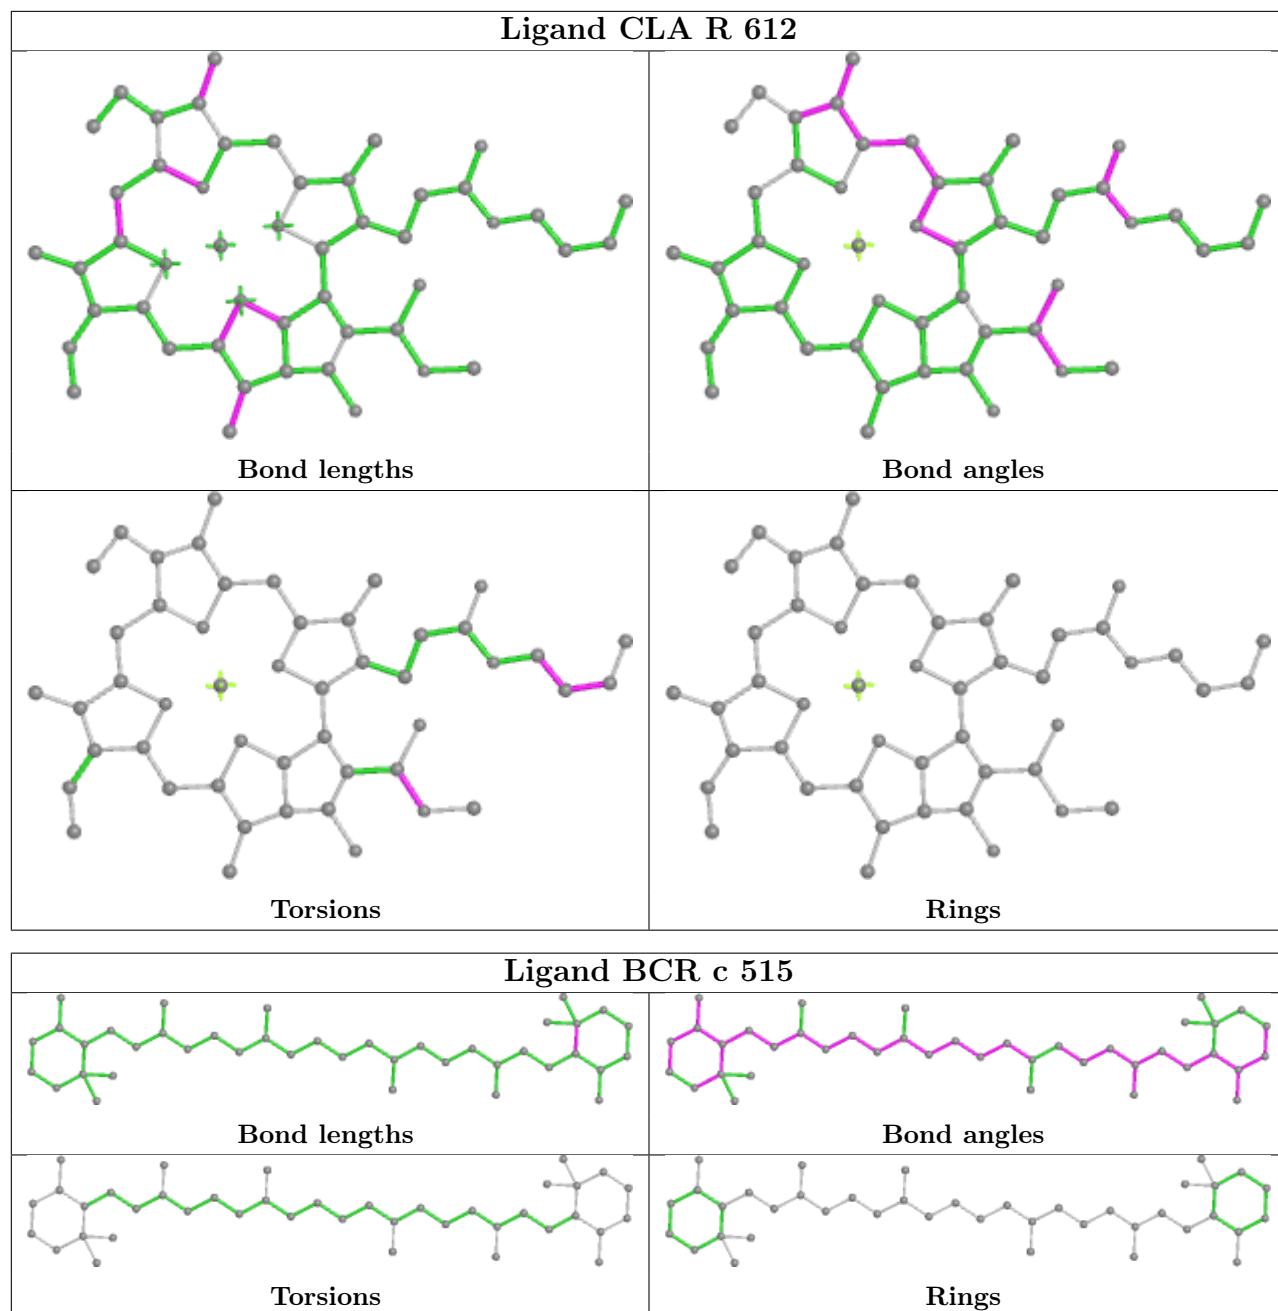 Ligand CLA R 612
Bond lengths
Bond angles
Torsions
Rings
Ligand BCR c 515
Bond lengths
Bond angles
Torsions
Rings